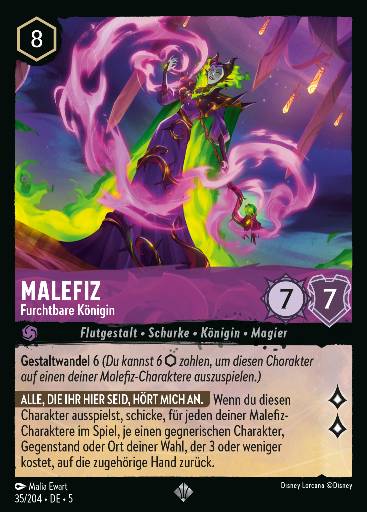 8
MALEFIZ
Furchtbare Königin
7 7
Flutgestalt • Schurke • Königin • Magier
Gestaltwandel 6 (Du kannst 6 ⬡ zahlen, um diesen Charakter
auf einen deiner Malefiz-Charaktere auszuspielen.)
ALLE, DIE IHR HIER SEID, HÖRT MICH AN. Wenn du diesen
Charakter ausspielst, schicke, für jeden deiner Malefiz-
Charaktere im Spiel, je einen gegnerischen Charakter,
Gegenstand oder Ort deiner Wahl, der 3 oder weniger
kostet, auf die zugehörige Hand zurück.
Malia Ewart
35/204 • DE • 5
Disney Lorcana ©Disney